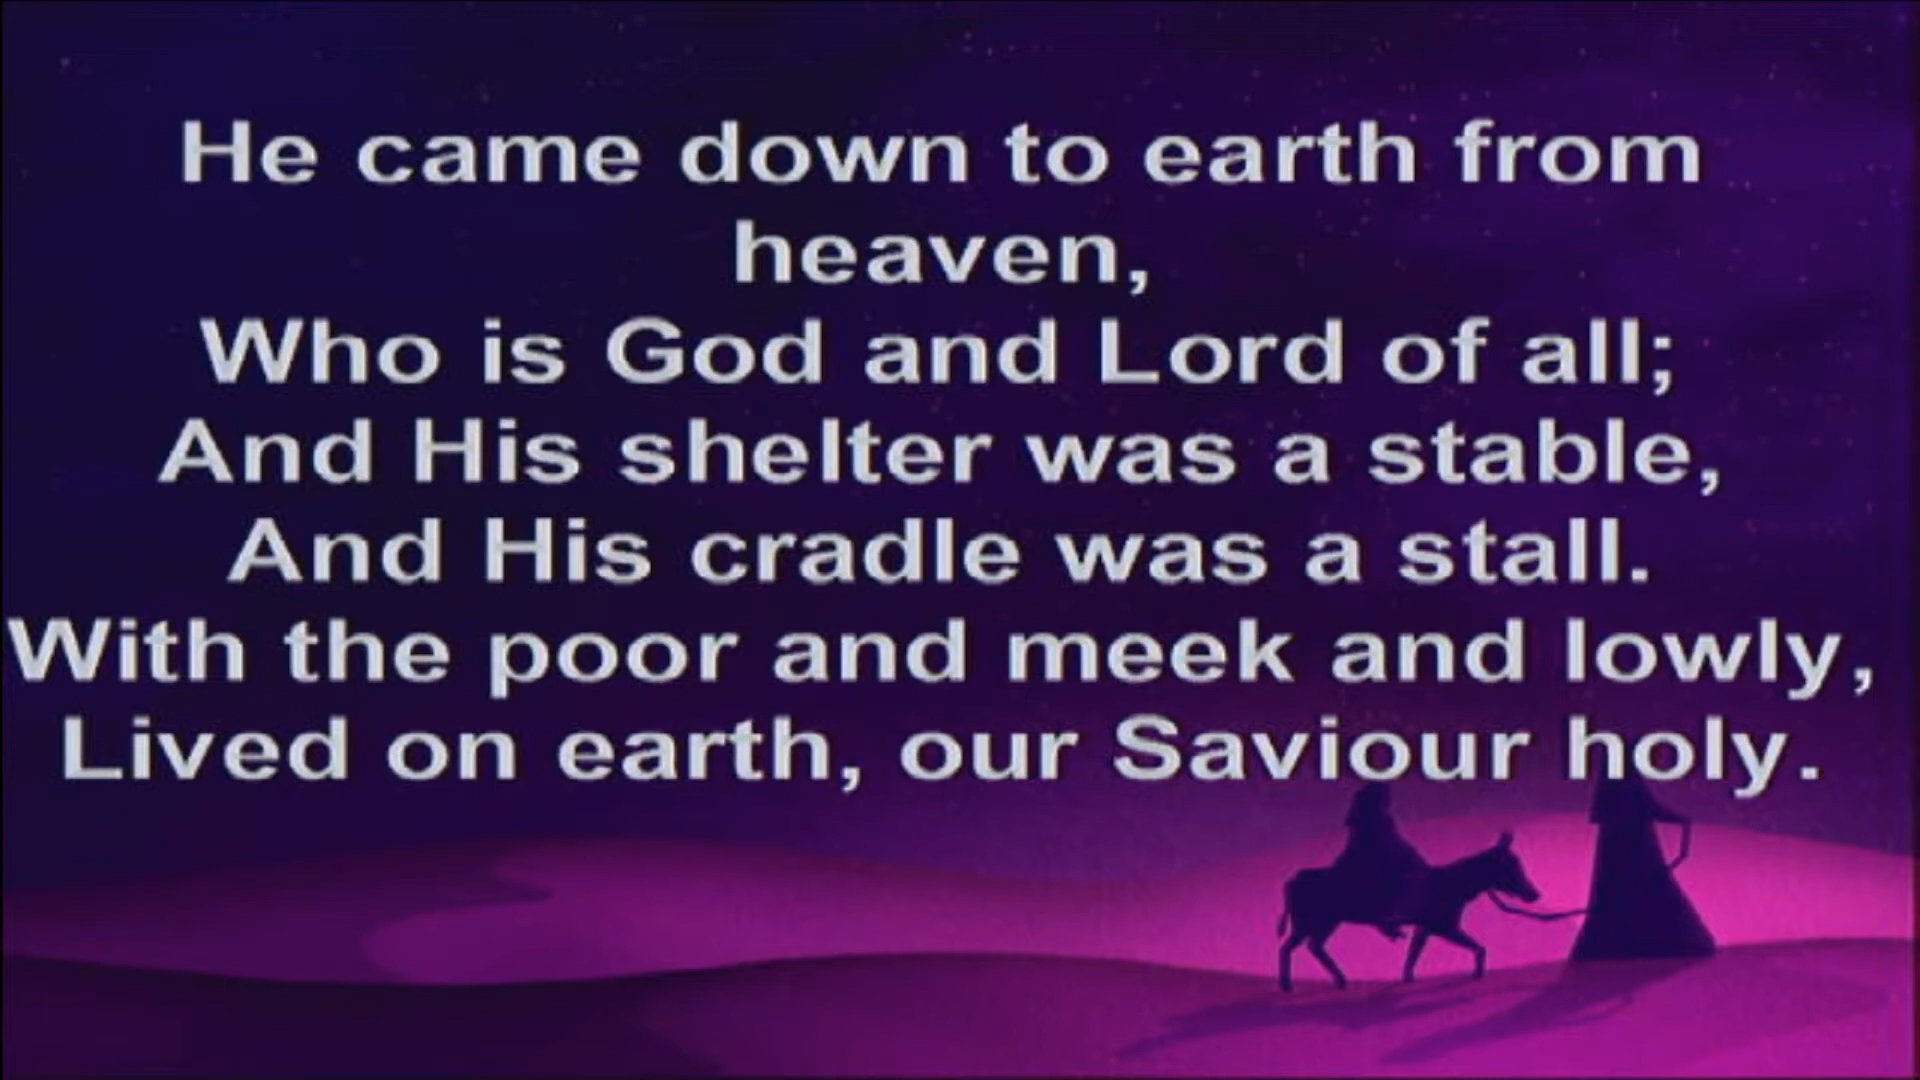 He came down to earth from
heaven,
Who is God and Lord of all;
And His shelter was a stable,
And His cradle was a stall.
With the poor and meek and lowly,
Lived on earth, our Saviour holy.